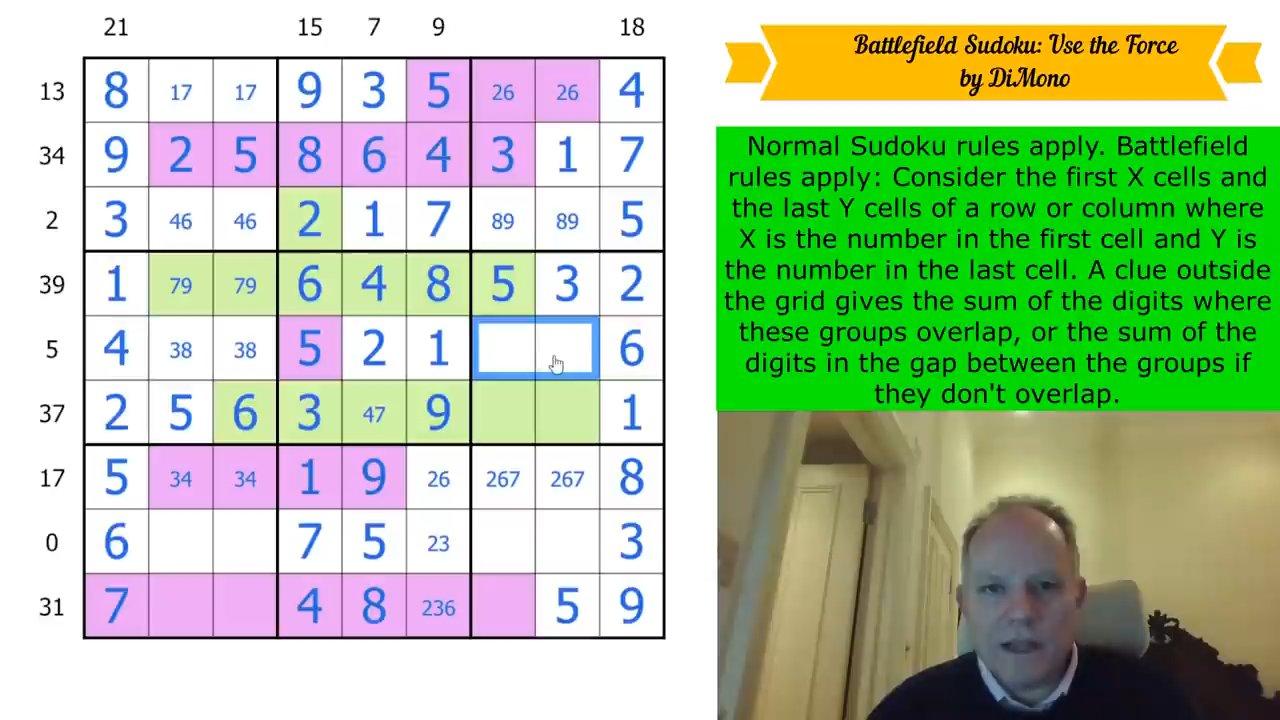 21 15 7 9 18
13 8 17 17 9 3 5 26 26 4
34 9 2 5 8 6 4 3 1 7
2 3 46 46 2 1 7 89 89 5
39 1 79 79 6 4 8 5 3 2
5 4 38 38 5 2 1 6
37 2 5 6 3 47 9 1
17 5 34 34 1 9 26 267 267 8
0 6 7 5 23 3
31 7 4 8 236 5 9
Battlefield Sudoku: Use the Force
by DiMono
Normal Sudoku rules apply. Battlefield
rules apply: Consider the first X cells and
the last Y cells of a row or column where
X is the number in the first cell and Y is
the number in the last cell. A clue outside
the grid gives the sum of the digits where
these groups overlap, or the sum of the
digits in the gap between the groups if
they don't overlap.